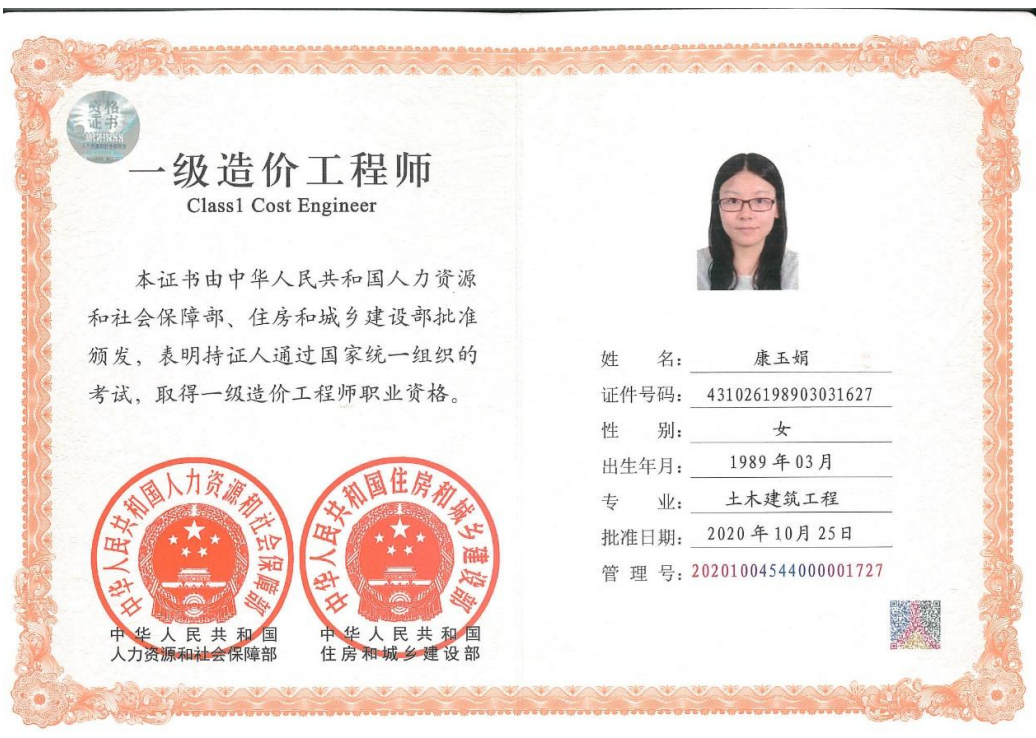 资格
证书
一级造价工程师
Class1 Cost Engineer
本证书由中华人民共和国人力资源
和社会保障部、住房和城乡建设部批准
颁发，表明持证人通过国家统一组织的
考试，取得一级造价工程师职业资格。
中华人民共和国人力资源和社会保障部
中华人民共和国
人力资源和社会保障部
中华人民共和国住房和城乡建设部
中华人民共和国
住房和城乡建设部
姓 名： 康玉娟
证件号码： 431026198903031627
性 别： 女
出生年月： 1989年03月
专 业： 土木建筑工程
批准日期： 2020年10月25日
管 理 号：20201004544000001727